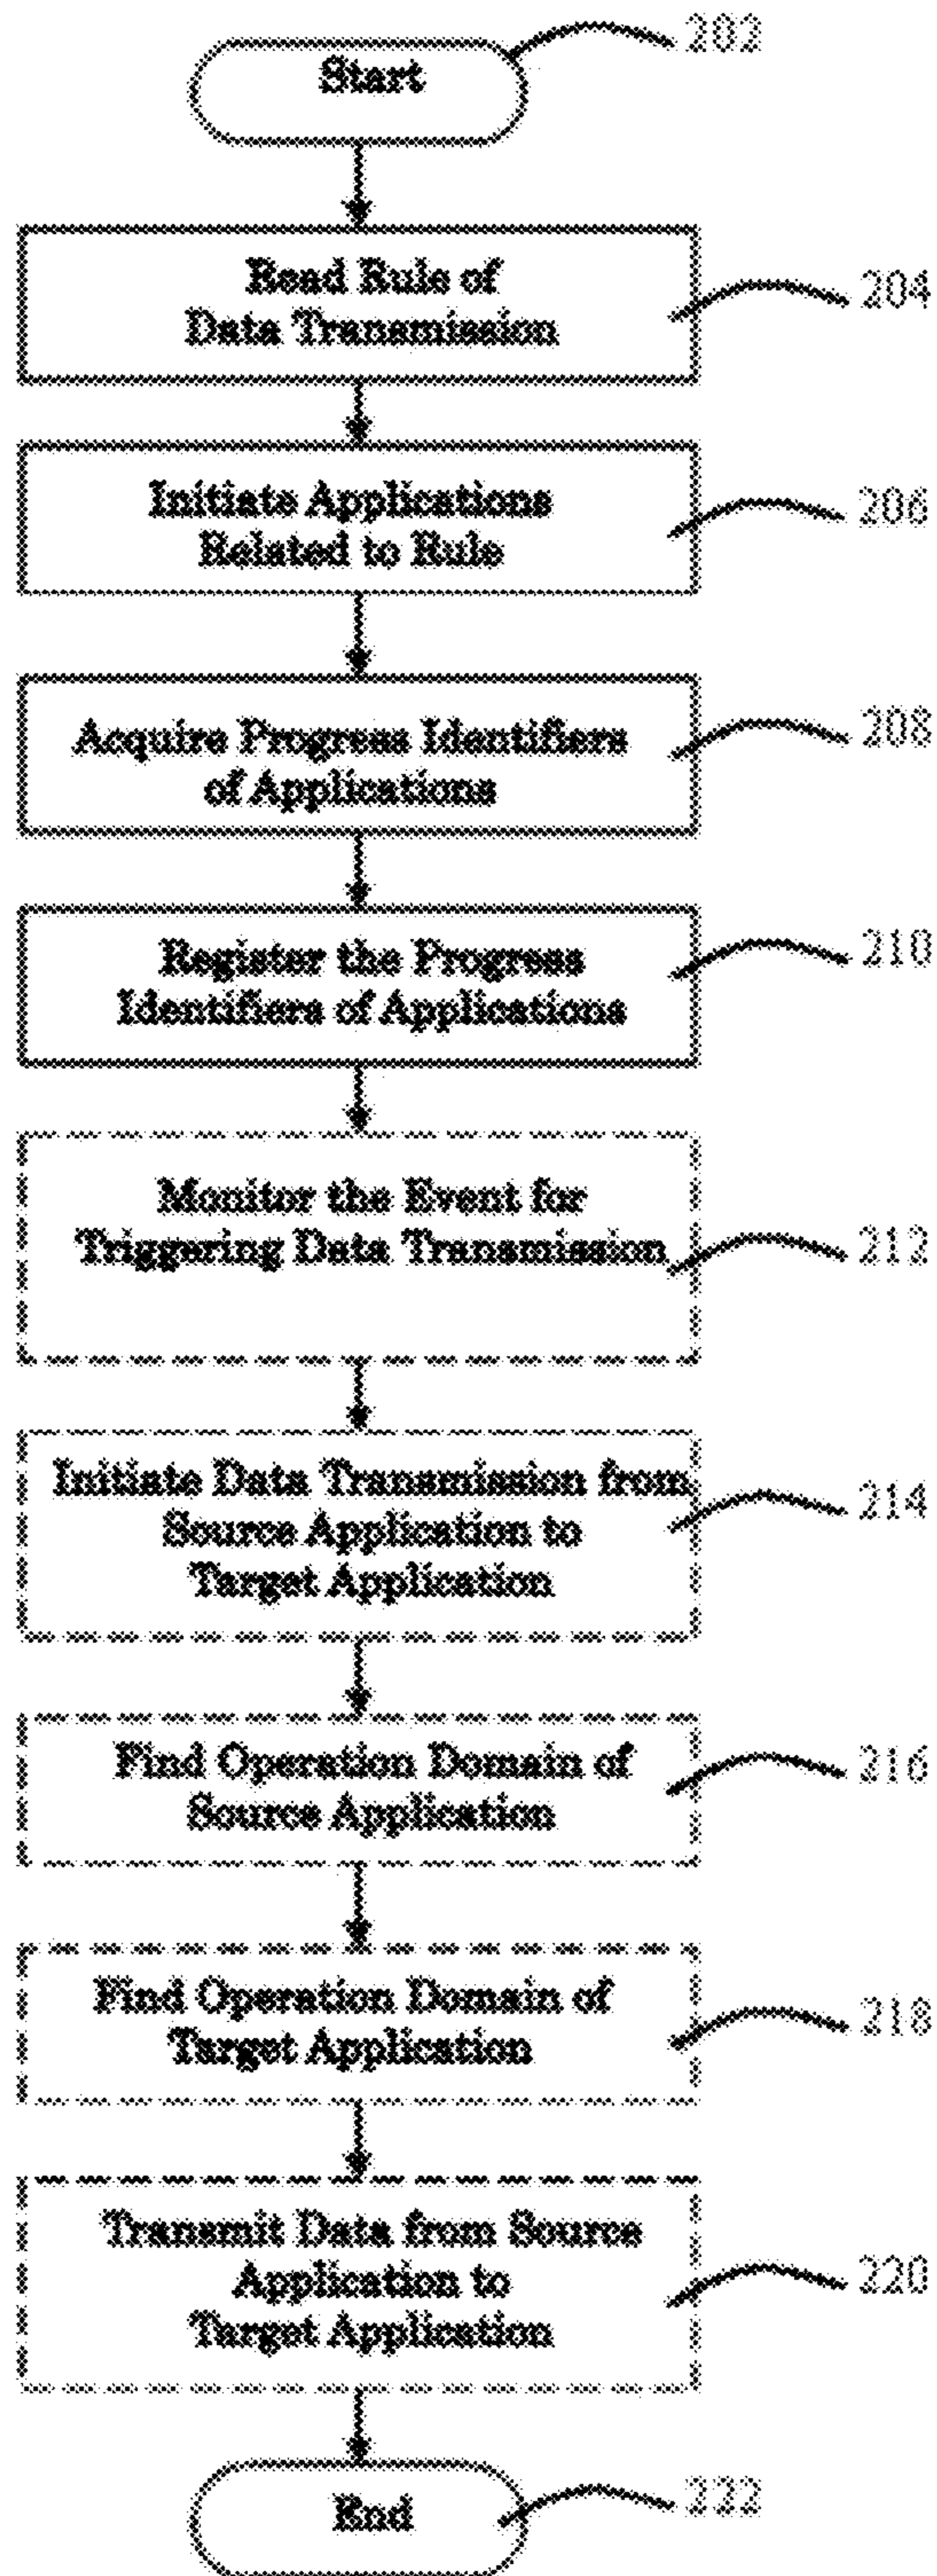 Start
202
Read Rule of
Data Transmission
204
Initiate Applications
Related to Rule
206
Acquire Progress Identifiers
of Applications
208
Register the Progress
Identifiers of Applications
210
Monitor the Event for
Triggering Data Transmission
212
Initiate Data Transmission from
Source Application to
Target Application
214
Find Operation Domain of
Source Application
216
Find Operation Domain of
Target Application
218
Transmit Data from Source
Application to
Target Application
220
End
222